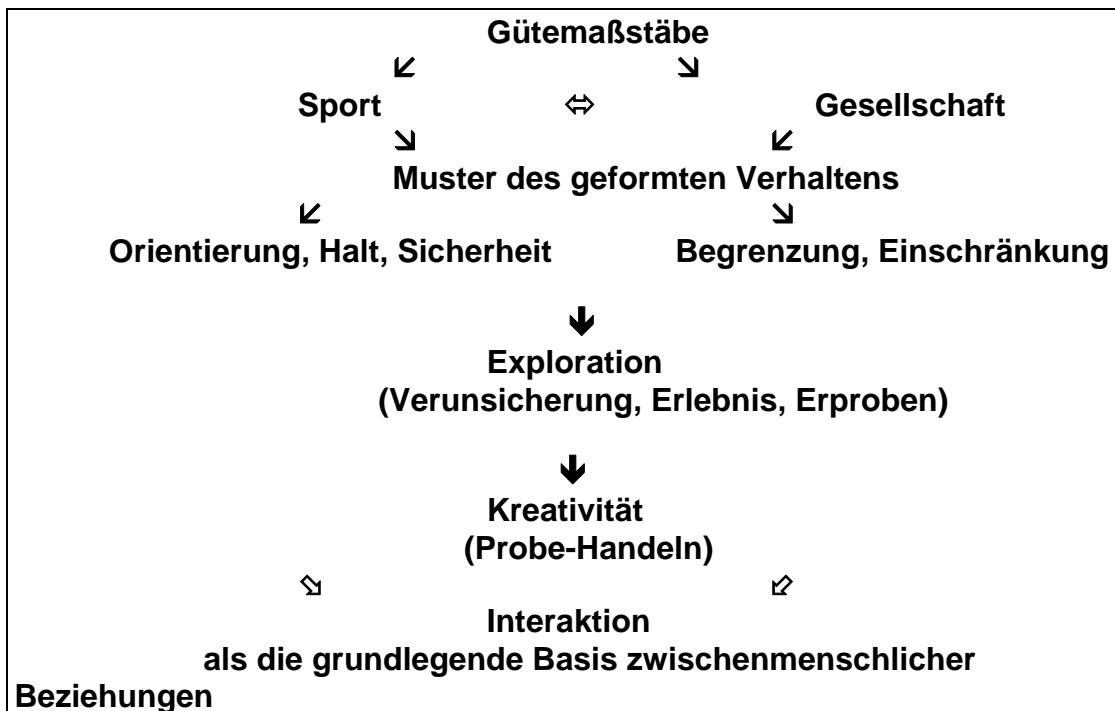 Gütemaßstäbe
🡿 🡾
Sport ⬄ Gesellschaft
🡾 🡿
Muster des geformten Verhaltens
🡿 🡾
Orientierung, Halt, Sicherheit Begrenzung, Einschränkung
🡻
Exploration
(Verunsicherung, Erlebnis, Erproben)
🡻
Kreativität
(Probe-Handeln)
⬂ ⬃
Interaktion
als die grundlegende Basis zwischenmenschlicher
Beziehungen